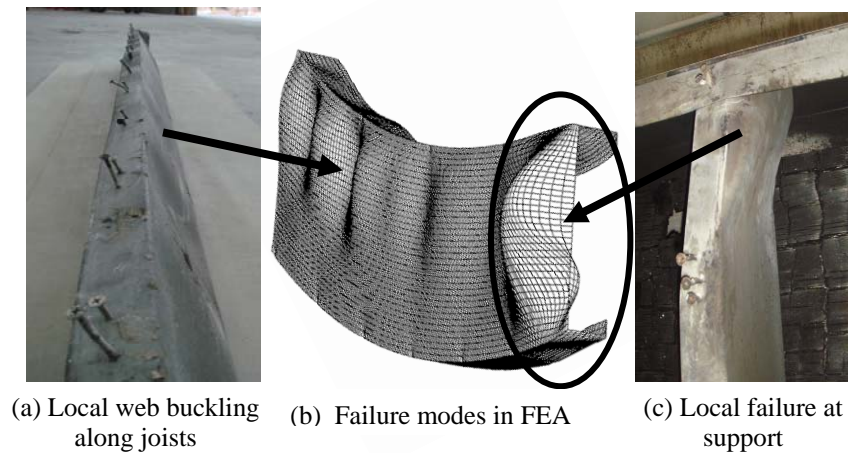 (a) Local web buckling
along joists
(b) Failure modes in FEA
(c) Local failure at
support